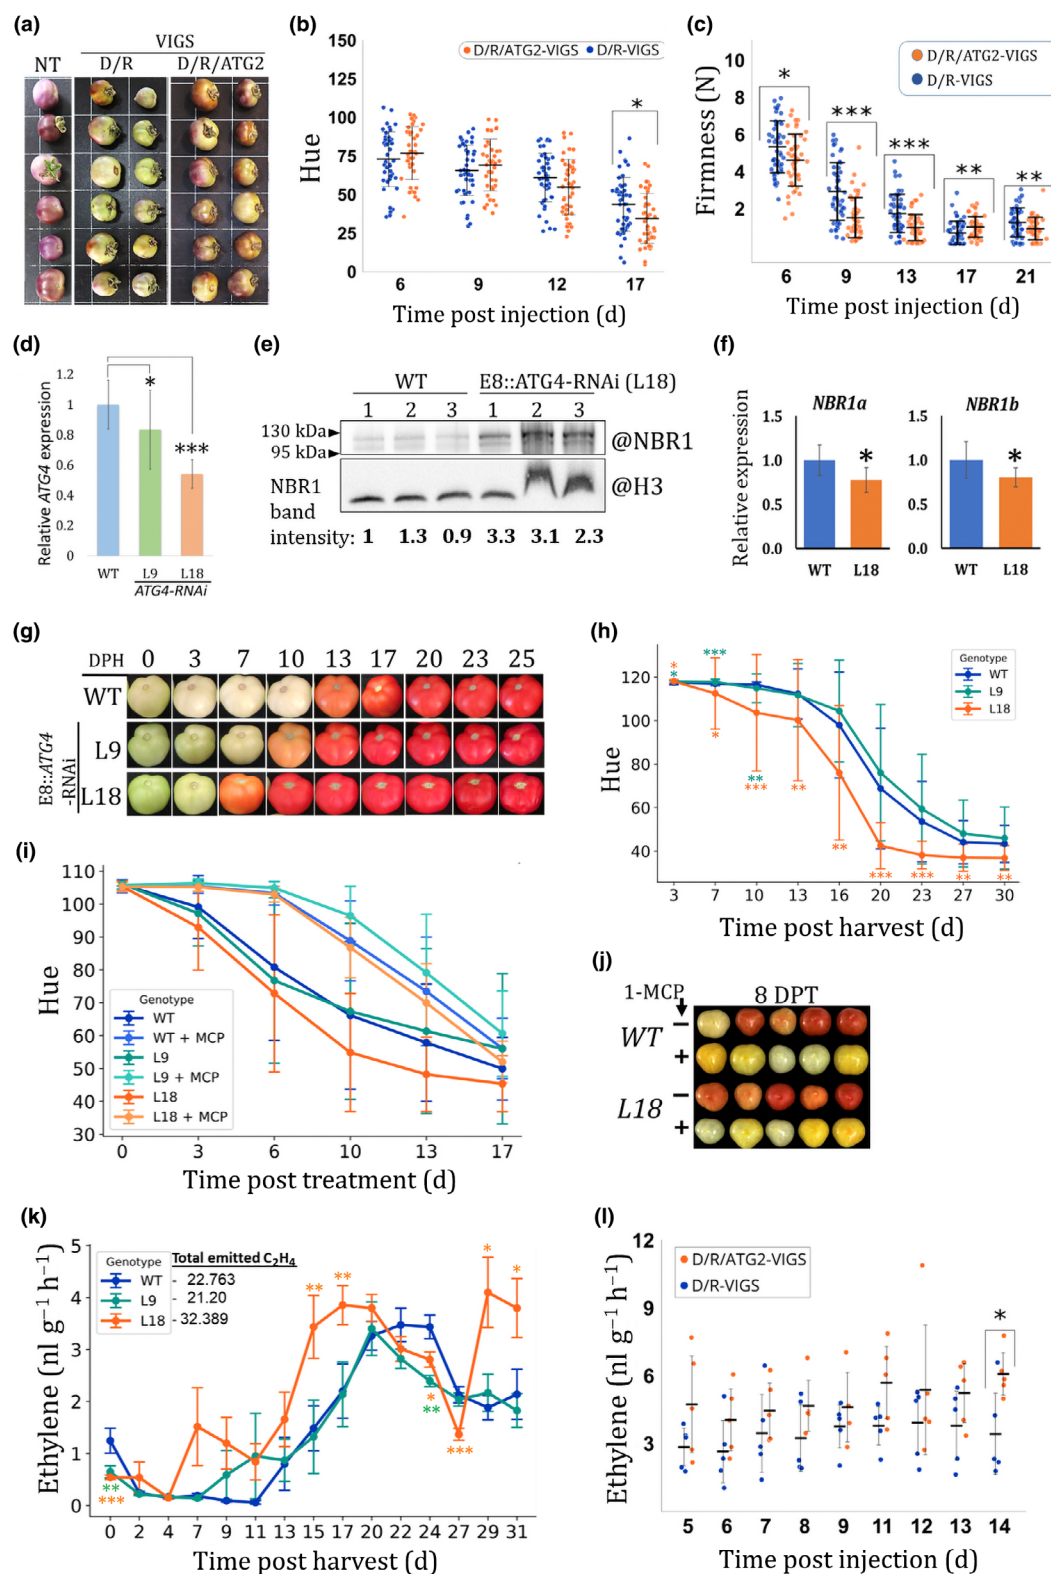 (a)
VIGS
NT D/R D/R/ATG2
(b)
D/R/ATG2-VIGS D/R-VIGS
Hue
150
125
100
75
50
25
0
*
6 9 12 17
Time post injection (d)
(c)
D/R/ATG2-VIGS
D/R-VIGS
Firmness (N)
10
8
6
4
2
* *** *** ** **
6 9 13 17 21
Time post injection (d)
(d)
Relative ATG4 expression
1.2
1
0.8
0.6
0.4
0.2
0
* ***
WT L9 L18
ATG4-RNAi
(e)
WT E8::ATG4-RNAi (L18)
1 2 3 1 2 3
130 kDa
95 kDa
@NBR1
@H3
NBR1
band
intensity: 1 1.3 0.9 3.3 3.1 2.3
(f)
Relative expression
NBR1a NBR1b
1.5 1.5
1.0 1.0
0.5 0.5
0.0 0.0
* *
WT L18 WT L18
(g)
DPH 0 3 7 10 13 17 20 23 25
WT
E8::ATG4
-RNAi
L9
L18
(h)
Genotype
WT
L9
L18
Hue
120
100
80
60
40
* * *** * ** *** ** ** *** *** ** **
3 7 10 13 16 20 23 27 30
Time post harvest (d)
(i)
Hue
110
100
90
80
70
60
50
40
30
Genotype
WT
WT + MCP
L9
L9 + MCP
L18
L18 + MCP
0 3 6 10 13 17
Time post treatment (d)
(j)
1-MCP 8 DPT
WT
−
+
L18
−
+
(k)
Genotype Total emitted C₂H₄
WT - 22.763
L9 - 21.20
L18 - 32.389
Ethylene (nl g⁻¹ h⁻¹)
5
4
3
2
1
0
** *** ** ** * ** *** * *
0 2 4 7 9 11 13 15 17 20 22 24 27 29 31
Time post harvest (d)
(l)
D/R/ATG2-VIGS
D/R-VIGS
Ethylene (nl g⁻¹ h⁻¹)
12
9
6
3
*
5 6 7 8 9 11 12 13 14
Time post injection (d)